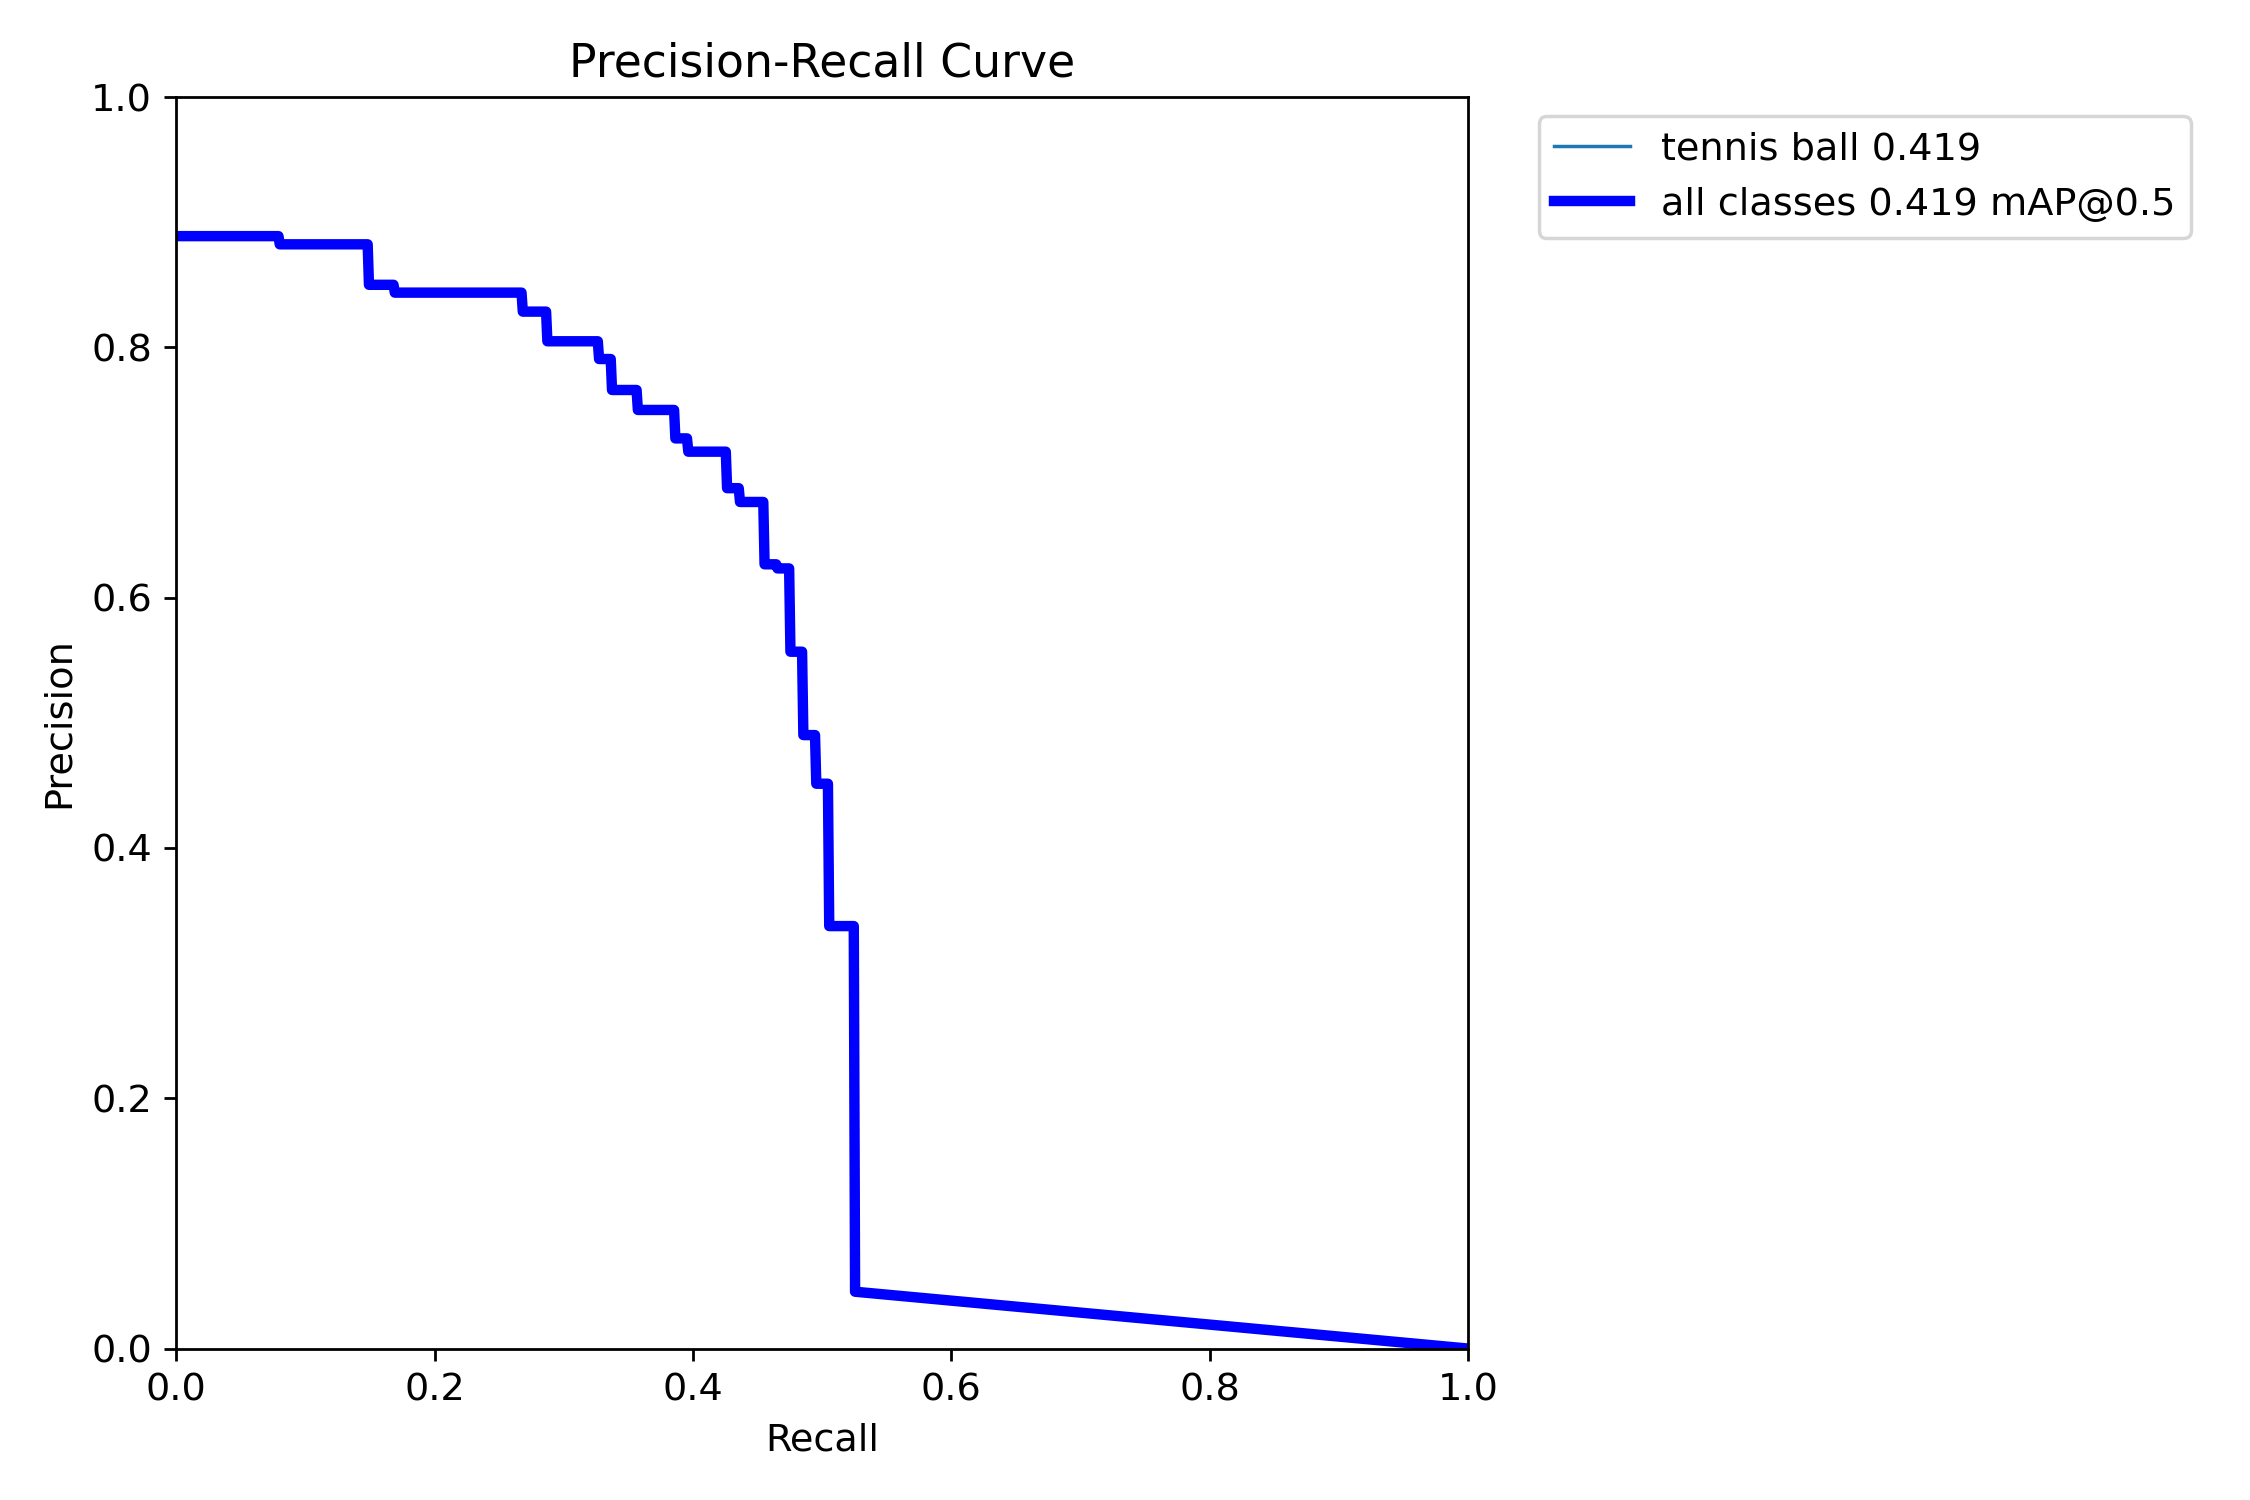 Precision-Recall Curve
tennis ball 0.419
all classes 0.419 mAP@0.5
1.0
0.8
0.6
0.4
0.2
0.0
Precision
0.0 0.2 0.4 0.6 0.8 1.0
Recall